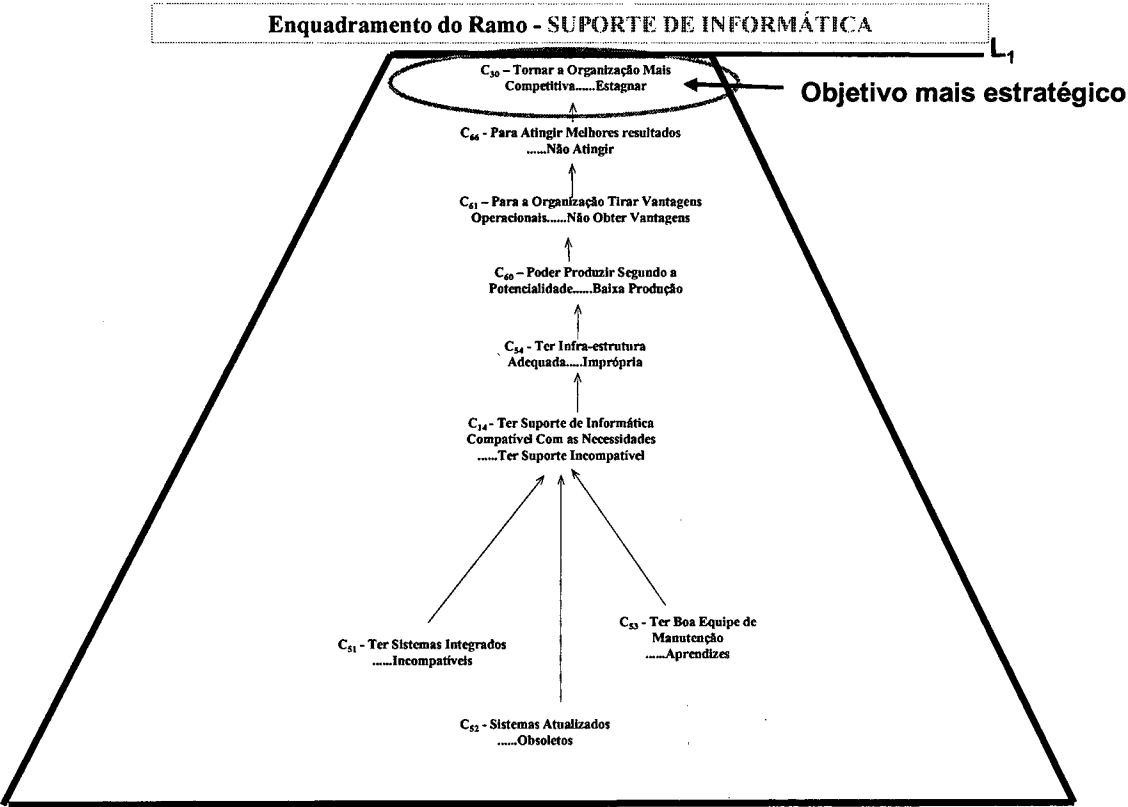 Enquadramento do Ramo - SUPORTE DE INFORMÁTICA
L1
C30 – Tornar a Organização Mais
Competitiva......Estagnar
Objetivo mais estratégico
C66 - Para Atingir Melhores resultados
......Não Atingir
C61 – Para a Organização Tirar Vantagens
Operacionais......Não Obter Vantagens
C60 – Poder Produzir Segundo a
Potencialidade......Baixa Produção
C54 - Ter Infra-estrutura
Adequada.....Imprópria
C14 - Ter Suporte de Informática
Compatível Com as Necessidades
......Ter Suporte Incompatível
C53 - Ter Boa Equipe de
Manutenção
......Aprendizes
C51 - Ter Sistemas Integrados
......Incompatíveis
C52 - Sistemas Atualizados
......Obsoletos